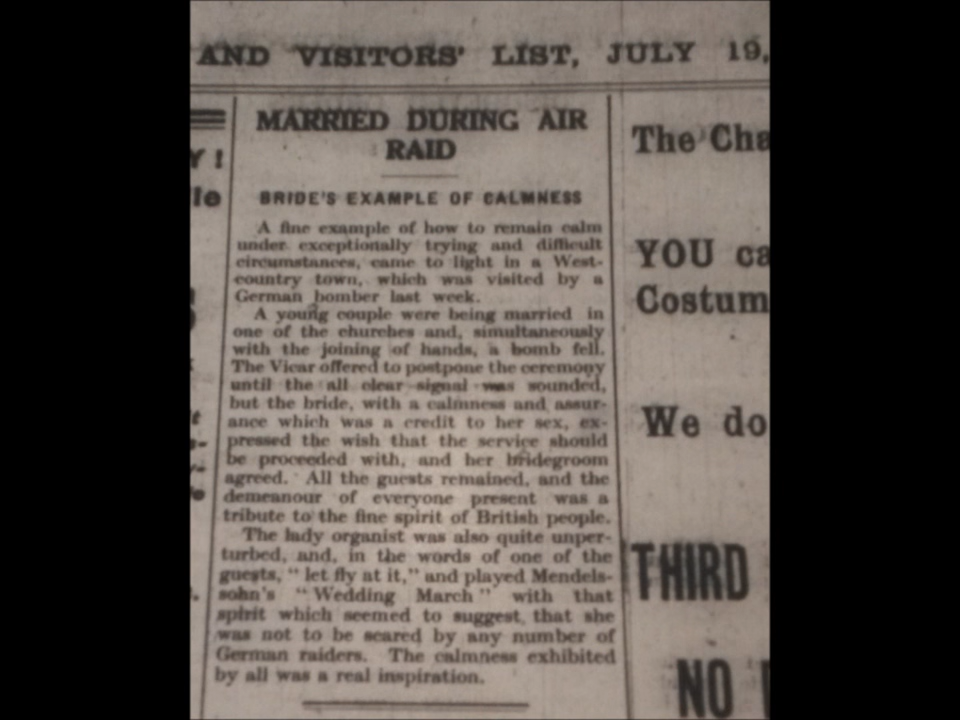 AND VISITORS' LIST, JULY 19,
Y!
le
MARRIED DURING AIR
RAID
BRIDE'S EXAMPLE OF CALMNESS
A fine example of how to remain calm
under exceptionally trying and difficult
circumstances, came to light in a West-
country town, which was visited by a
German bomber last week.
A young couple were being married in
one of the churches and, simultaneously
with the joining of hands, a bomb fell.
The Vicar offered to postpone the ceremony
until the all clear signal was sounded,
but the bride, with a calmness and assur-
ance which was a credit to her sex, ex-
pressed the wish that the service should
be proceeded with, and her bridegroom
agreed. All the guests remained, and the
demeanour of everyone present was a
tribute to the fine spirit of British people.
The lady organist was also quite unper-
turbed, and, in the words of one of the
guests, "let fly at it," and played Mendels-
sohn's "Wedding March" with that
spirit which seemed to suggest that she
was not to be scared by any number of
German raiders. The calmness exhibited
by all was a real inspiration.
The Cha
YOU ca
Costum
We do
THIRD
NO